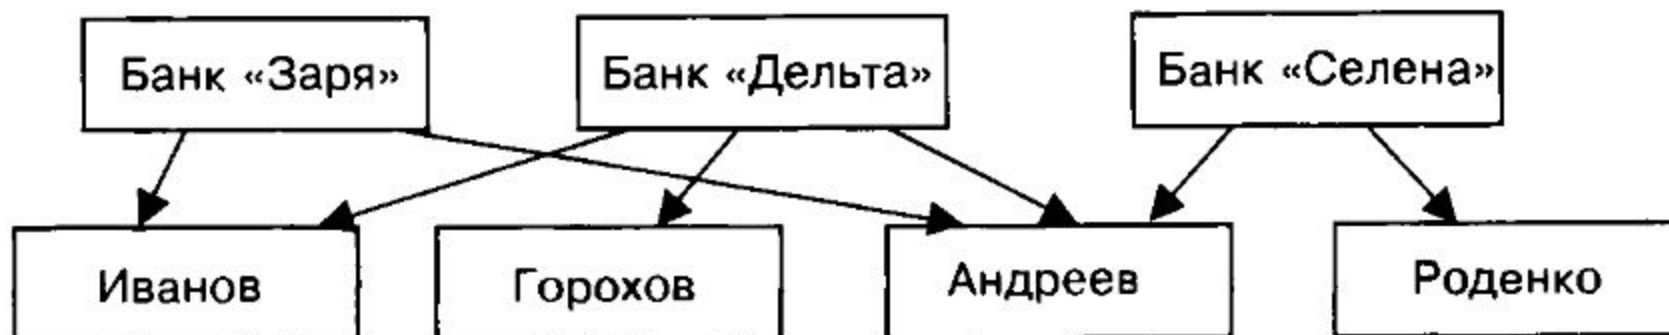 Банк «Заря» Банк «Дельта» Банк «Селена»
Иванов Горохов Андреев Роденко